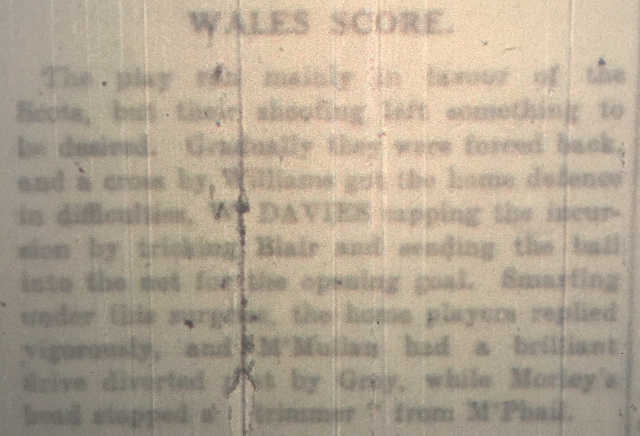 WALES SCORE.
The play ran mainly in favour of the
Scots, but their shooting left something to
be desired. Gradually they were forced back,
and a cross by Williams got the home defence
in difficulties, W. DAVIES capping the incur-
sion by tricking Blair and sending the ball
into the net for the opening goal. Smarting
under this surprise, the home players replied
vigorously, and M'Mullan had a brilliant
drive diverted past by Gray, while Morley's
head stopped a " trimmer " from M'Phail.